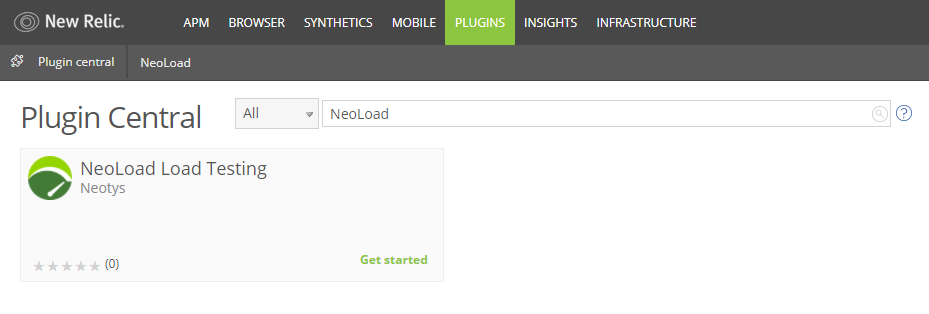 New Relic. APM BROWSER SYNTHETICS MOBILE PLUGINS INSIGHTS INFRASTRUCTURE
Plugin central NeoLoad
Plugin Central All NeoLoad ?
NeoLoad Load Testing
Neotys
(0) Get started